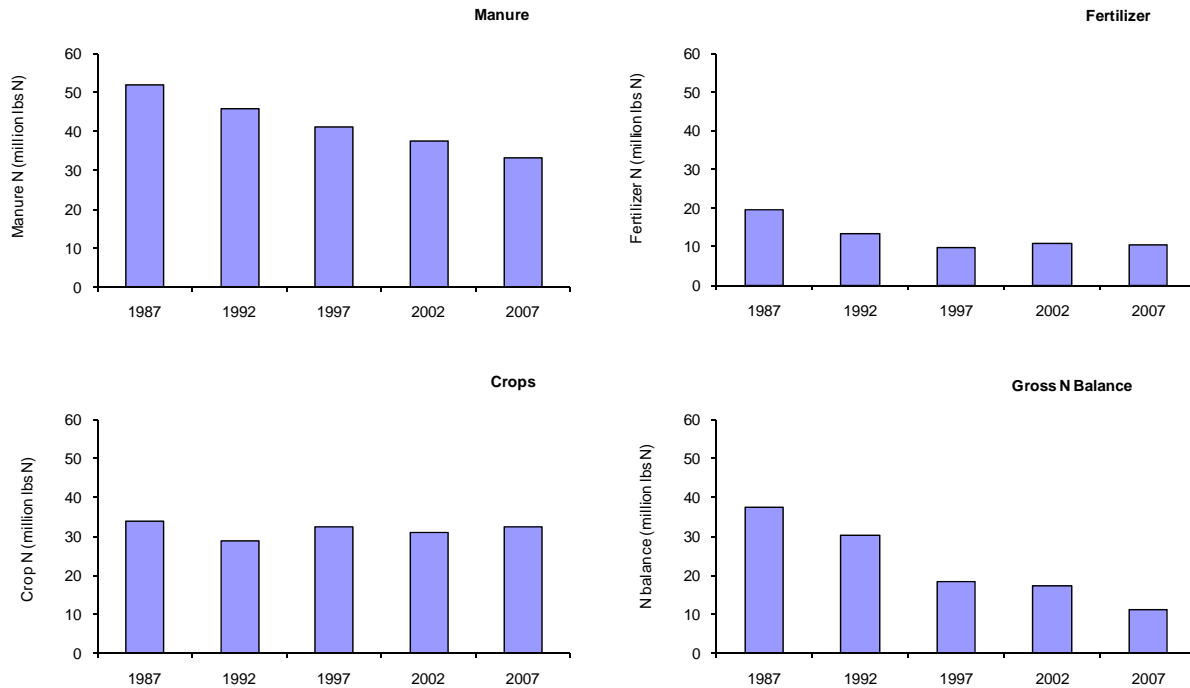 Manure
Manure N (million lbs N)
60
50
40
30
20
10
0
1987 1992 1997 2002 2007
Fertilizer
Fertilizer N (million lbs N)
60
50
40
30
20
10
0
1987 1992 1997 2002 2007
Crops
Crop N (million lbs N)
60
50
40
30
20
10
0
1987 1992 1997 2002 2007
Gross N Balance
N balance (million lbs N)
60
50
40
30
20
10
0
1987 1992 1997 2002 2007